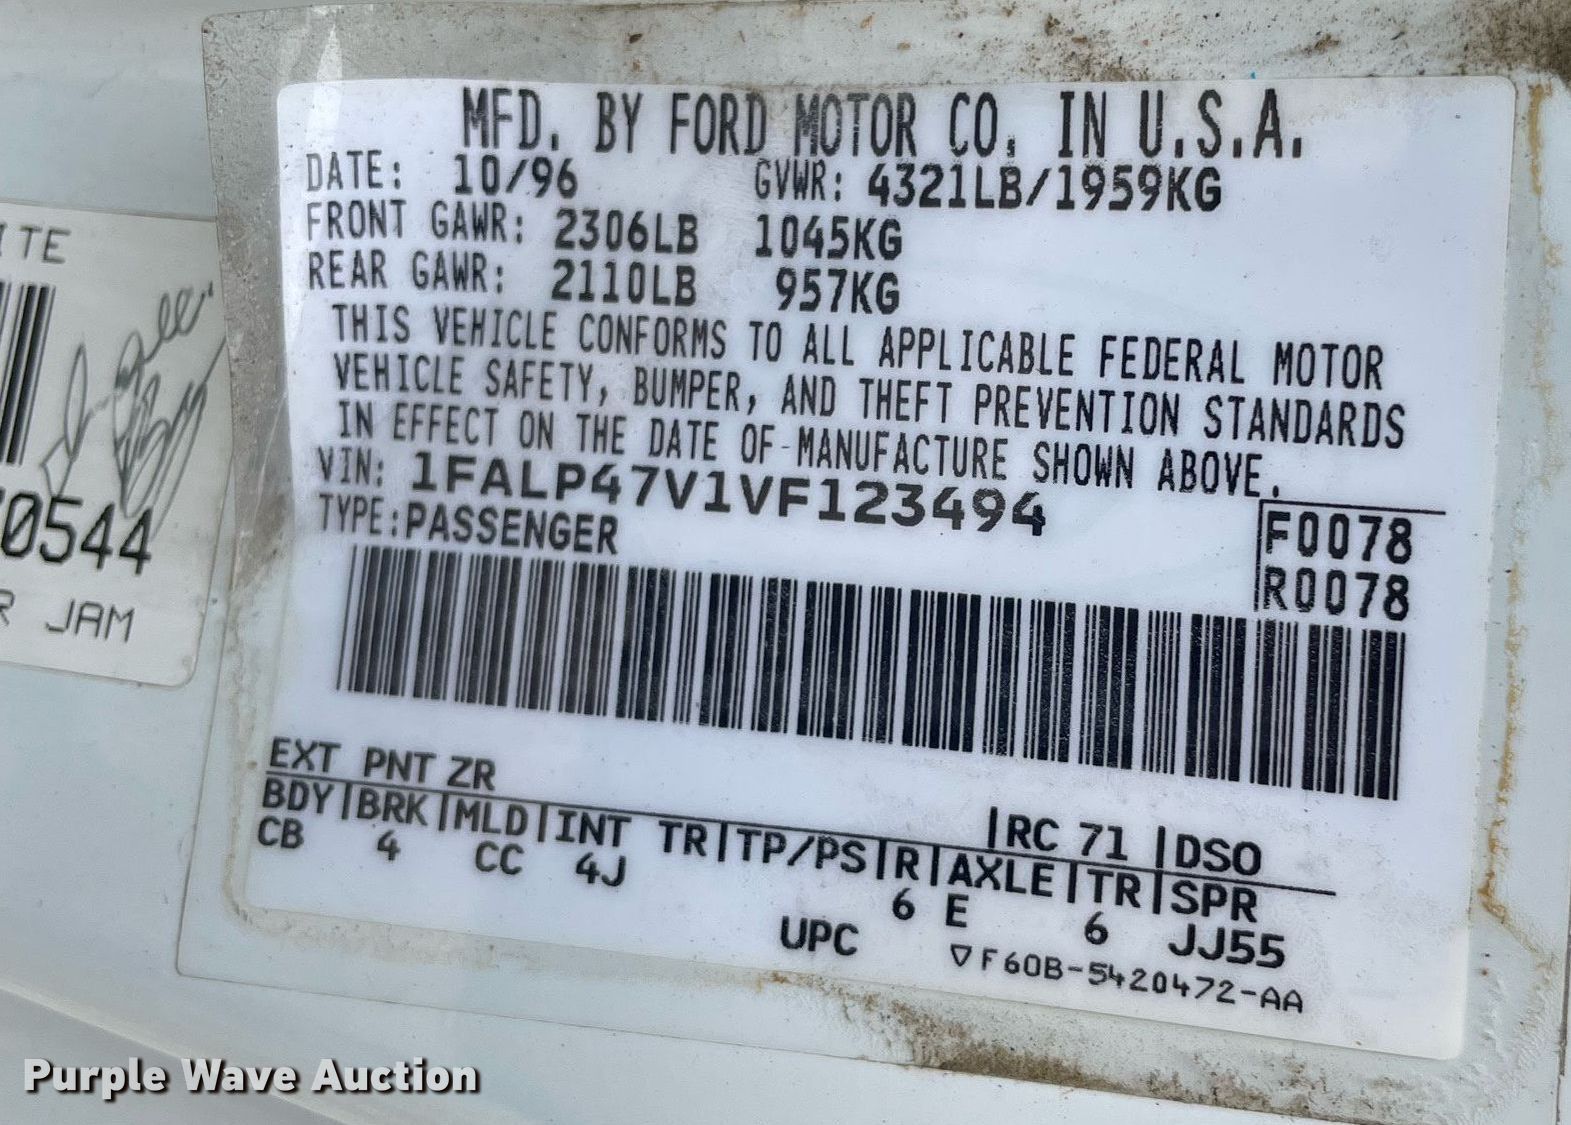 MFD. BY FORD MOTOR CO. IN U.S.A.
DATE: 10/96 GVWR: 4321LB/1959KG
FRONT GAWR: 2306LB 1045KG
REAR GAWR: 2110LB 957KG
THIS VEHICLE CONFORMS TO ALL APPLICABLE FEDERAL MOTOR
VEHICLE SAFETY, BUMPER, AND THEFT PREVENTION STANDARDS
IN EFFECT ON THE DATE OF MANUFACTURE SHOWN ABOVE.
VIN: 1FALP47V1VF123494
TYPE: PASSENGER
F0078
R0078
EXT PNT ZR
RC 71 DSO
BDY BRK MLD INT TR TP/PS R AXLE TR SPR
CB 4 CC 4J 6 E 6 JJ55
UPC ▽F60B-5420472-AA
ITE
0544
R JAM
Purple Wave Auction